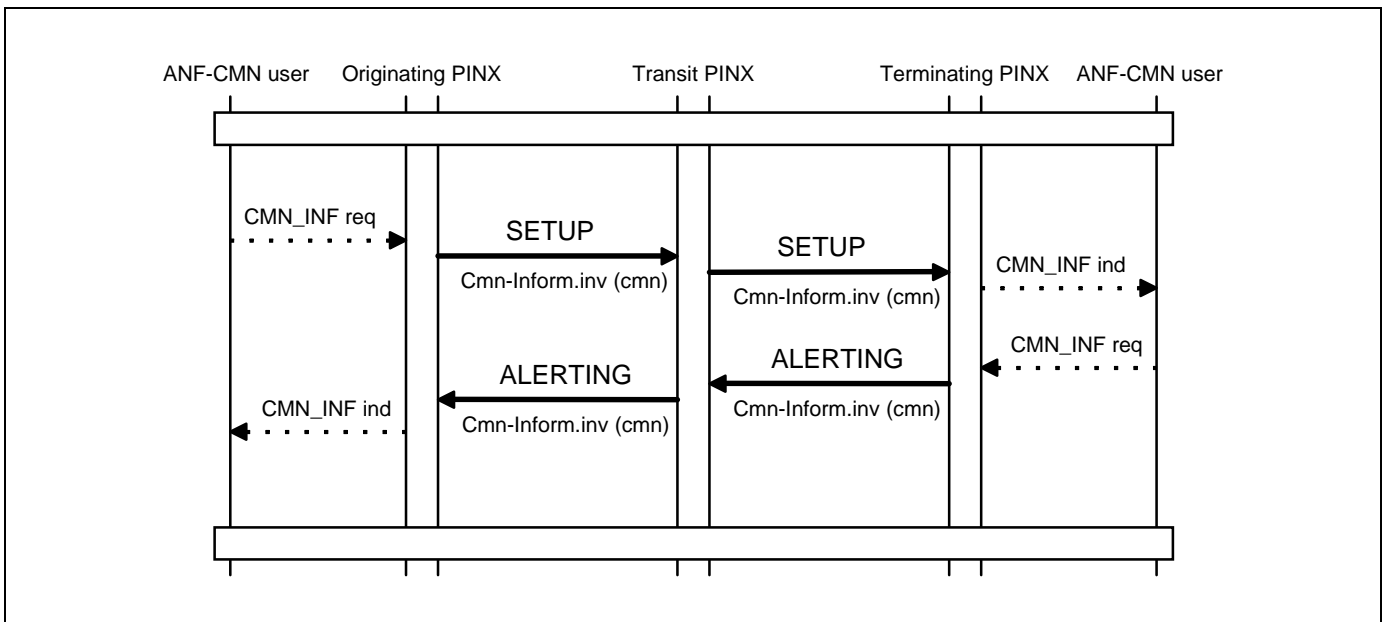 ANF-CMN user Originating PINX Transit PINX Terminating PINX ANF-CMN user
CMN_INF req
SETUP
Cmn-Inform.inv (cmn)
SETUP
Cmn-Inform.inv (cmn)
CMN_INF ind
CMN_INF req
ALERTING
Cmn-Inform.inv (cmn)
ALERTING
Cmn-Inform.inv (cmn)
CMN_INF ind